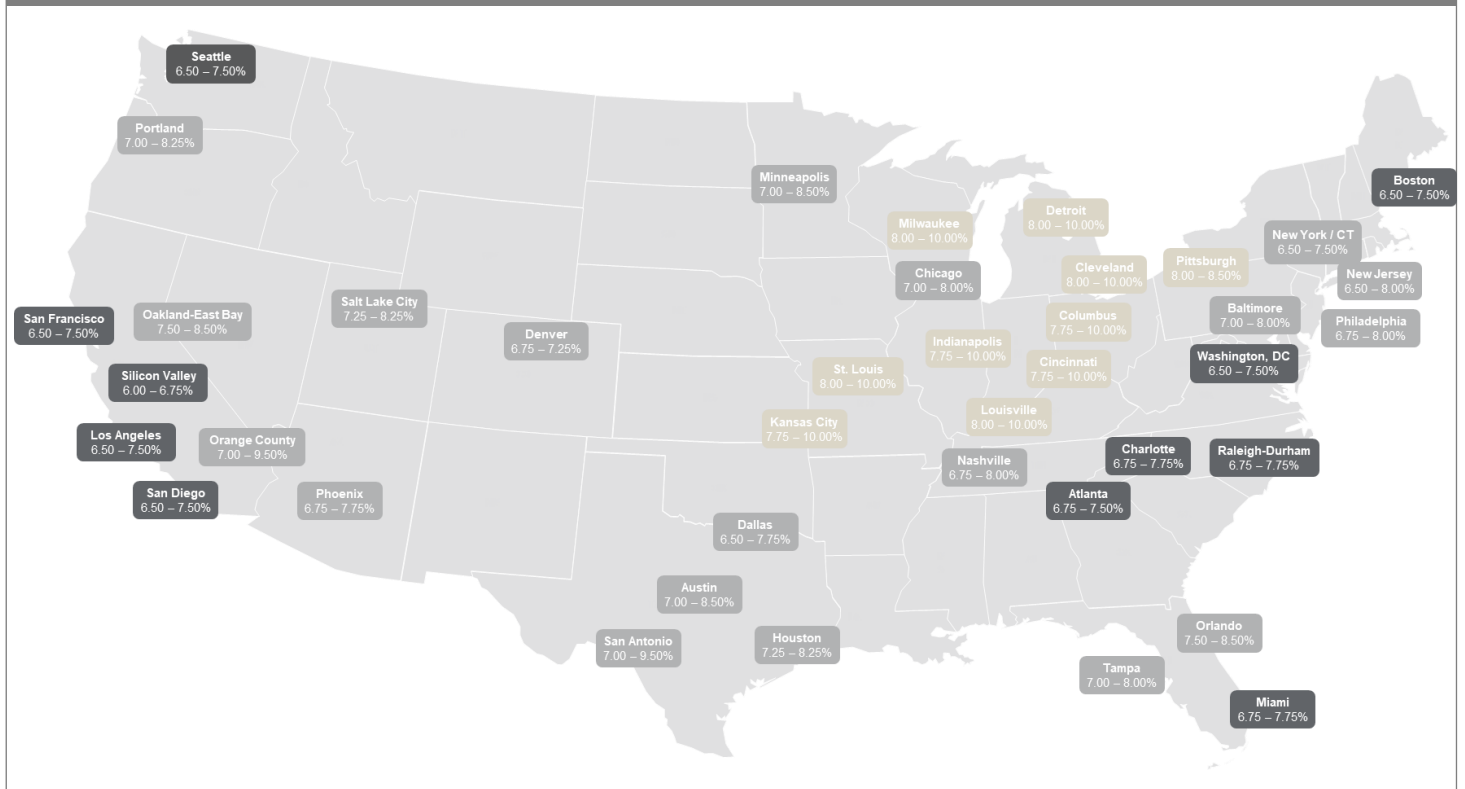 Seattle
6.50 – 7.50%
Portland
7.00 – 8.25%
Minneapolis
7.00 – 8.50%
Boston
6.50 – 7.50%
Milwaukee
8.00 – 10.00%
Detroit
8.00 – 10.00%
New York / CT
6.50 – 7.50%
Chicago
7.00 – 8.00%
Cleveland
8.00 – 10.00%
Pittsburgh
8.00 – 8.50%
New Jersey
6.50 – 8.00%
San Francisco
6.50 – 7.50%
Oakland-East Bay
7.50 – 8.50%
Salt Lake City
7.25 – 8.25%
Denver
6.75 – 7.25%
Columbus
7.75 – 10.00%
Baltimore
7.00 – 8.00%
Philadelphia
6.75 – 8.00%
Indianapolis
7.75 – 10.00%
Cincinnati
7.75 – 10.00%
Washington, DC
6.50 – 7.50%
St. Louis
8.00 – 10.00%
Silicon Valley
6.00 – 6.75%
Louisville
8.00 – 10.00%
Kansas City
7.75 – 10.00%
Los Angeles
6.50 – 7.50%
Orange County
7.00 – 9.50%
Nashville
6.75 – 8.00%
Charlotte
6.75 – 7.75%
Raleigh-Durham
6.75 – 7.75%
San Diego
6.50 – 7.50%
Phoenix
6.75 – 7.75%
Atlanta
6.75 – 7.50%
Dallas
6.50 – 7.75%
Austin
7.00 – 8.50%
San Antonio
7.00 – 9.50%
Houston
7.25 – 8.25%
Orlando
7.50 – 8.50%
Tampa
7.00 – 8.00%
Miami
6.75 – 7.75%